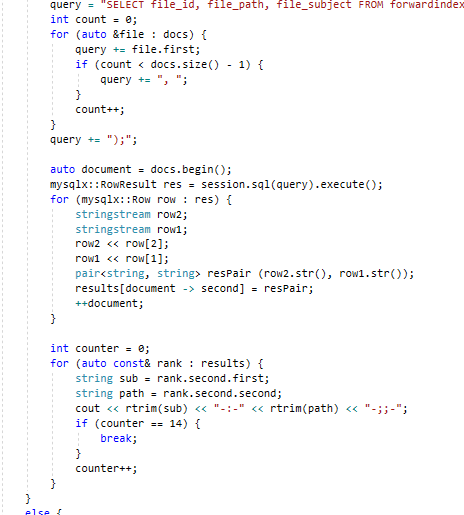 query = "SELECT file_id, file_path, file_subject FROM forwardindex
int count = 0;
for (auto &file : docs) {
query += file.first;
if (count < docs.size() - 1) {
query += ", ";
}
count++;
}
query += ");";
auto document = docs.begin();
mysqlx::RowResult res = session.sql(query).execute();
for (mysqlx::Row row : res) {
stringstream row2;
stringstream row1;
row2 << row[2];
row1 << row[1];
pair<string, string> resPair (row2.str(), row1.str());
results[document -> second] = resPair;
++document;
}
int counter = 0;
for (auto const& rank : results) {
string sub = rank.second.first;
string path = rank.second.second;
cout << rtrim(sub) << "-:-" << rtrim(path) << "-;;-";
if (counter == 14) {
break;
}
counter++;
}
}
else {